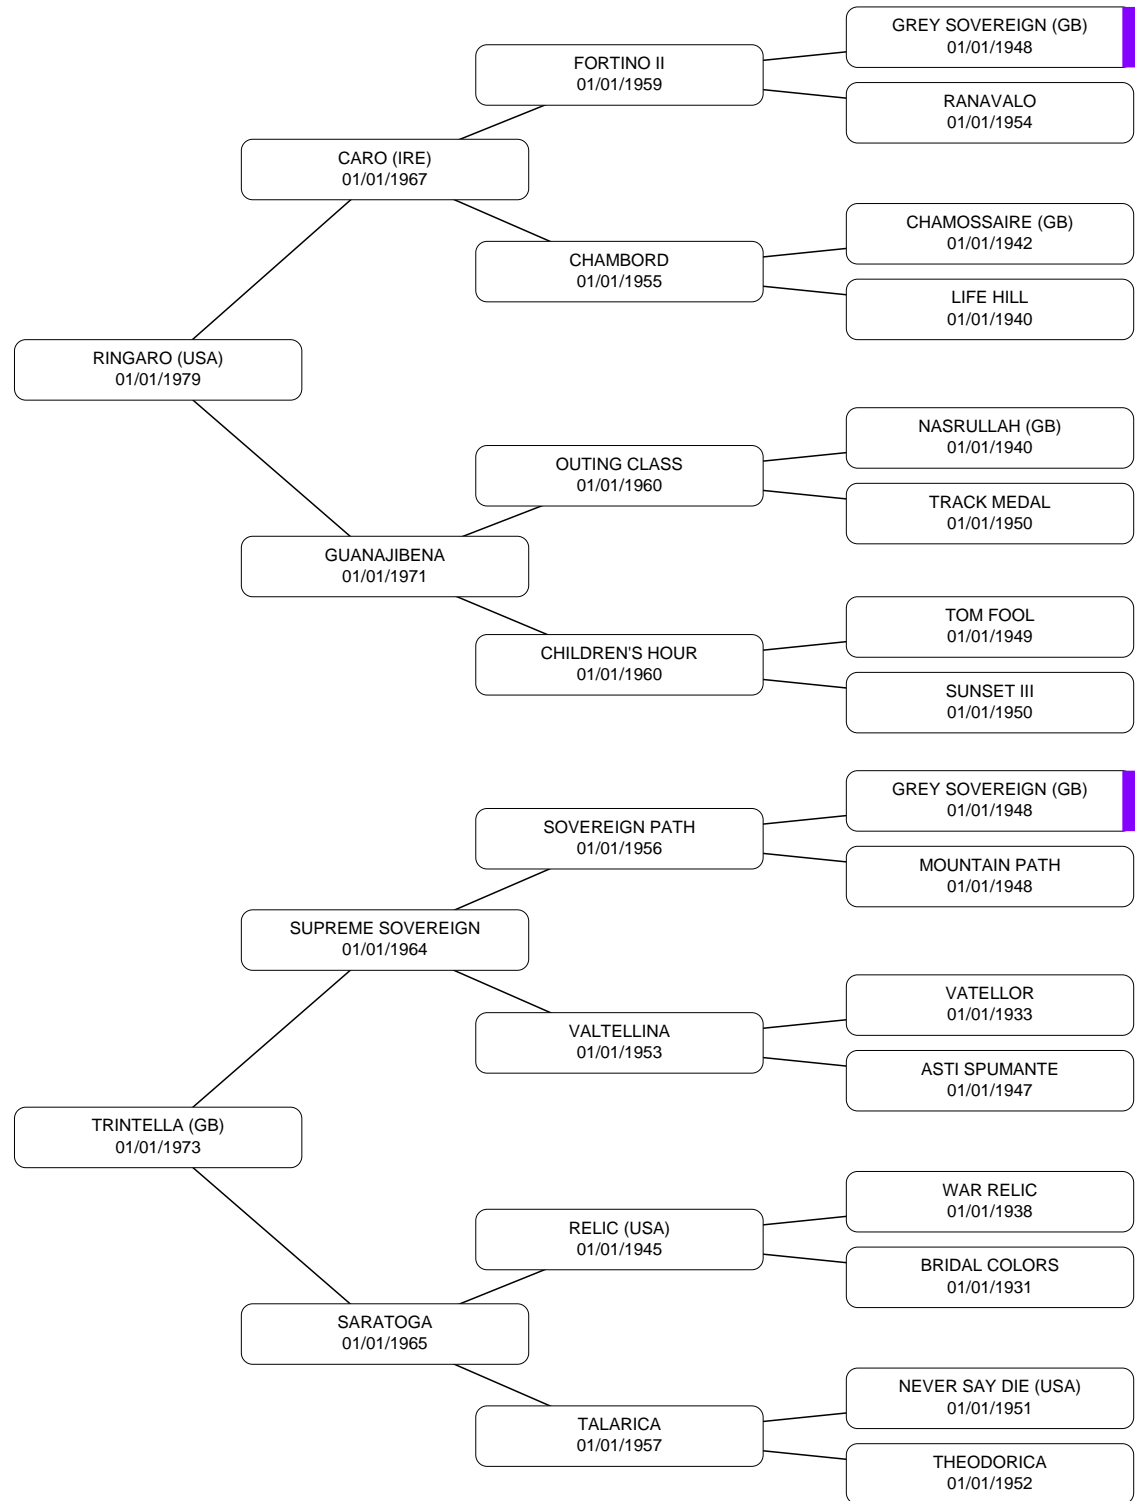 GREY SOVEREIGN (GB)
01/01/1948
FORTINO II
01/01/1959
RANAVALO
01/01/1954
CARO (IRE)
01/01/1967
CHAMOSSAIRE (GB)
01/01/1942
CHAMBORD
01/01/1955
LIFE HILL
01/01/1940
RINGARO (USA)
01/01/1979
NASRULLAH (GB)
01/01/1940
OUTING CLASS
01/01/1960
TRACK MEDAL
01/01/1950
GUANAJIBENA
01/01/1971
TOM FOOL
01/01/1949
CHILDREN'S HOUR
01/01/1960
SUNSET III
01/01/1950
GREY SOVEREIGN (GB)
01/01/1948
SOVEREIGN PATH
01/01/1956
MOUNTAIN PATH
01/01/1948
SUPREME SOVEREIGN
01/01/1964
VATELLOR
01/01/1933
VALTELLINA
01/01/1953
ASTI SPUMANTE
01/01/1947
TRINTELLA (GB)
01/01/1973
WAR RELIC
01/01/1938
RELIC (USA)
01/01/1945
BRIDAL COLORS
01/01/1931
SARATOGA
01/01/1965
NEVER SAY DIE (USA)
01/01/1951
TALARICA
01/01/1957
THEODORICA
01/01/1952